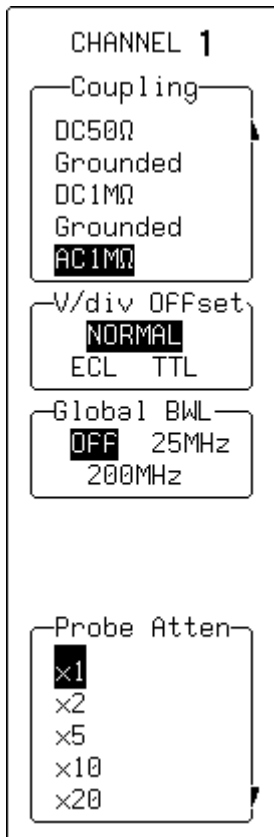 CHANNEL 1
Coupling
DC50Ω
Grounded
DC1MΩ
Grounded
AC1MΩ
V/div OFFset
NORMAL
ECL TTL
Global BWL
OFF 25MHz
200MHz
Probe Atten
×1
×2
×5
×10
×20